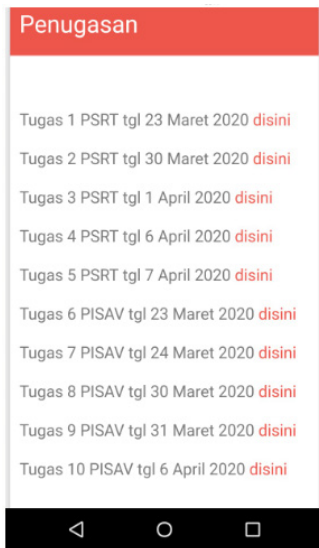 Penugasan
Tugas 1 PSRT tgl 23 Maret 2020 disini
Tugas 2 PSRT tgl 30 Maret 2020 disini
Tugas 3 PSRT tgl 1 April 2020 disini
Tugas 4 PSRT tgl 6 April 2020 disini
Tugas 5 PSRT tgl 7 April 2020 disini
Tugas 6 PISAV tgl 23 Maret 2020 disini
Tugas 7 PISAV tgl 24 Maret 2020 disini
Tugas 8 PISAV tgl 30 Maret 2020 disini
Tugas 9 PISAV tgl 31 Maret 2020 disini
Tugas 10 PISAV tgl 6 April 2020 disini